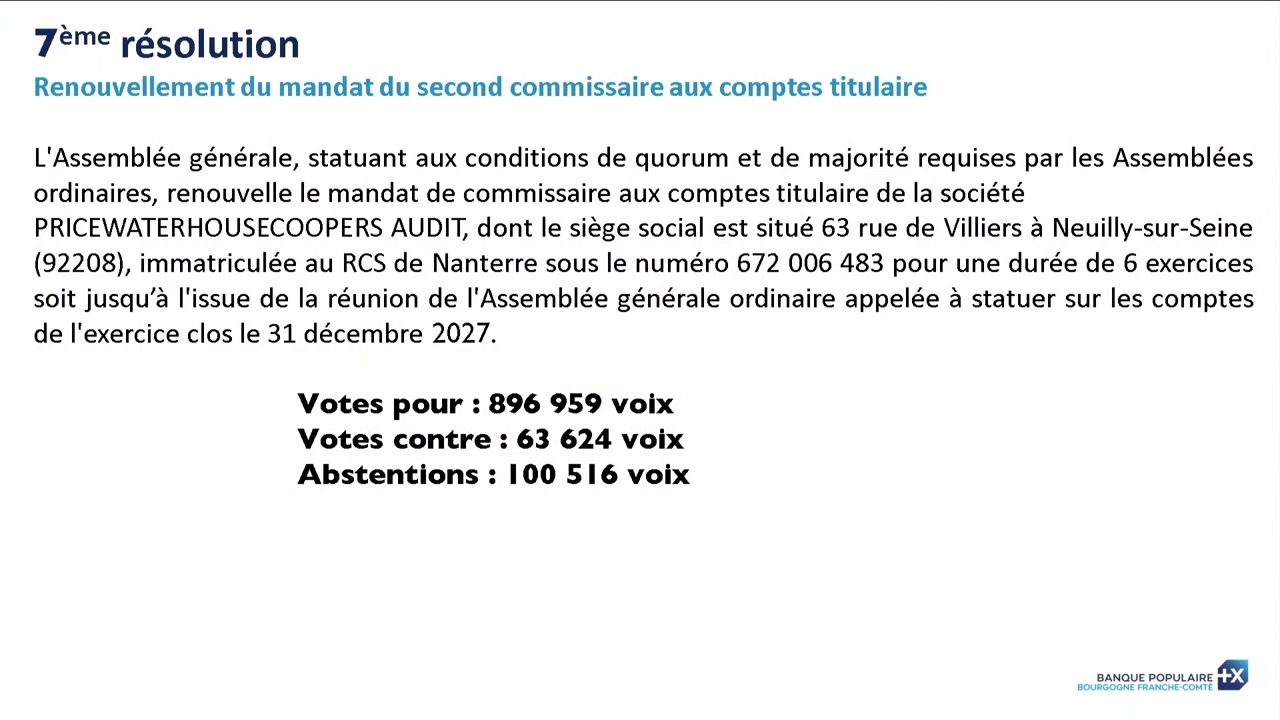 7ème résolution
Renouvellement du mandat du second commissaire aux comptes titulaire
L'Assemblée générale, statuant aux conditions de quorum et de majorité requises par les Assemblées
ordinaires, renouvelle le mandat de commissaire aux comptes titulaire de la société
PRICEWATERHOUSECOOPERS AUDIT, dont le siège social est situé 63 rue de Villiers à Neuilly-sur-Seine
(92208), immatriculée au RCS de Nanterre sous le numéro 672 006 483 pour une durée de 6 exercices
soit jusqu’à l'issue de la réunion de l'Assemblée générale ordinaire appelée à statuer sur les comptes
de l'exercice clos le 31 décembre 2027.
Votes pour : 896 959 voix
Votes contre : 63 624 voix
Abstentions : 100 516 voix
BANQUE POPULAIRE
BOURGOGNE FRANCHE-COMTÉ
+X